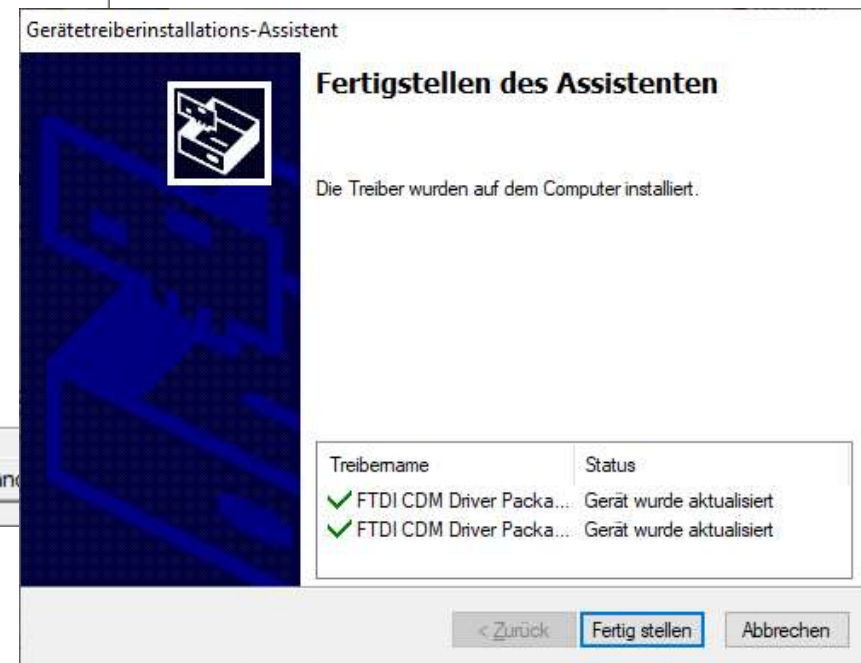 Gerätetreiberinstallations-Assistent
Fertigstellen des Assistenten
Die Treiber wurden auf dem Computer installiert.
Treibername Status
FTDI CDM Driver Packa... Gerät wurde aktualisiert
FTDI CDM Driver Packa... Gerät wurde aktualisiert
< Zurück Fertig stellen Abbrechen